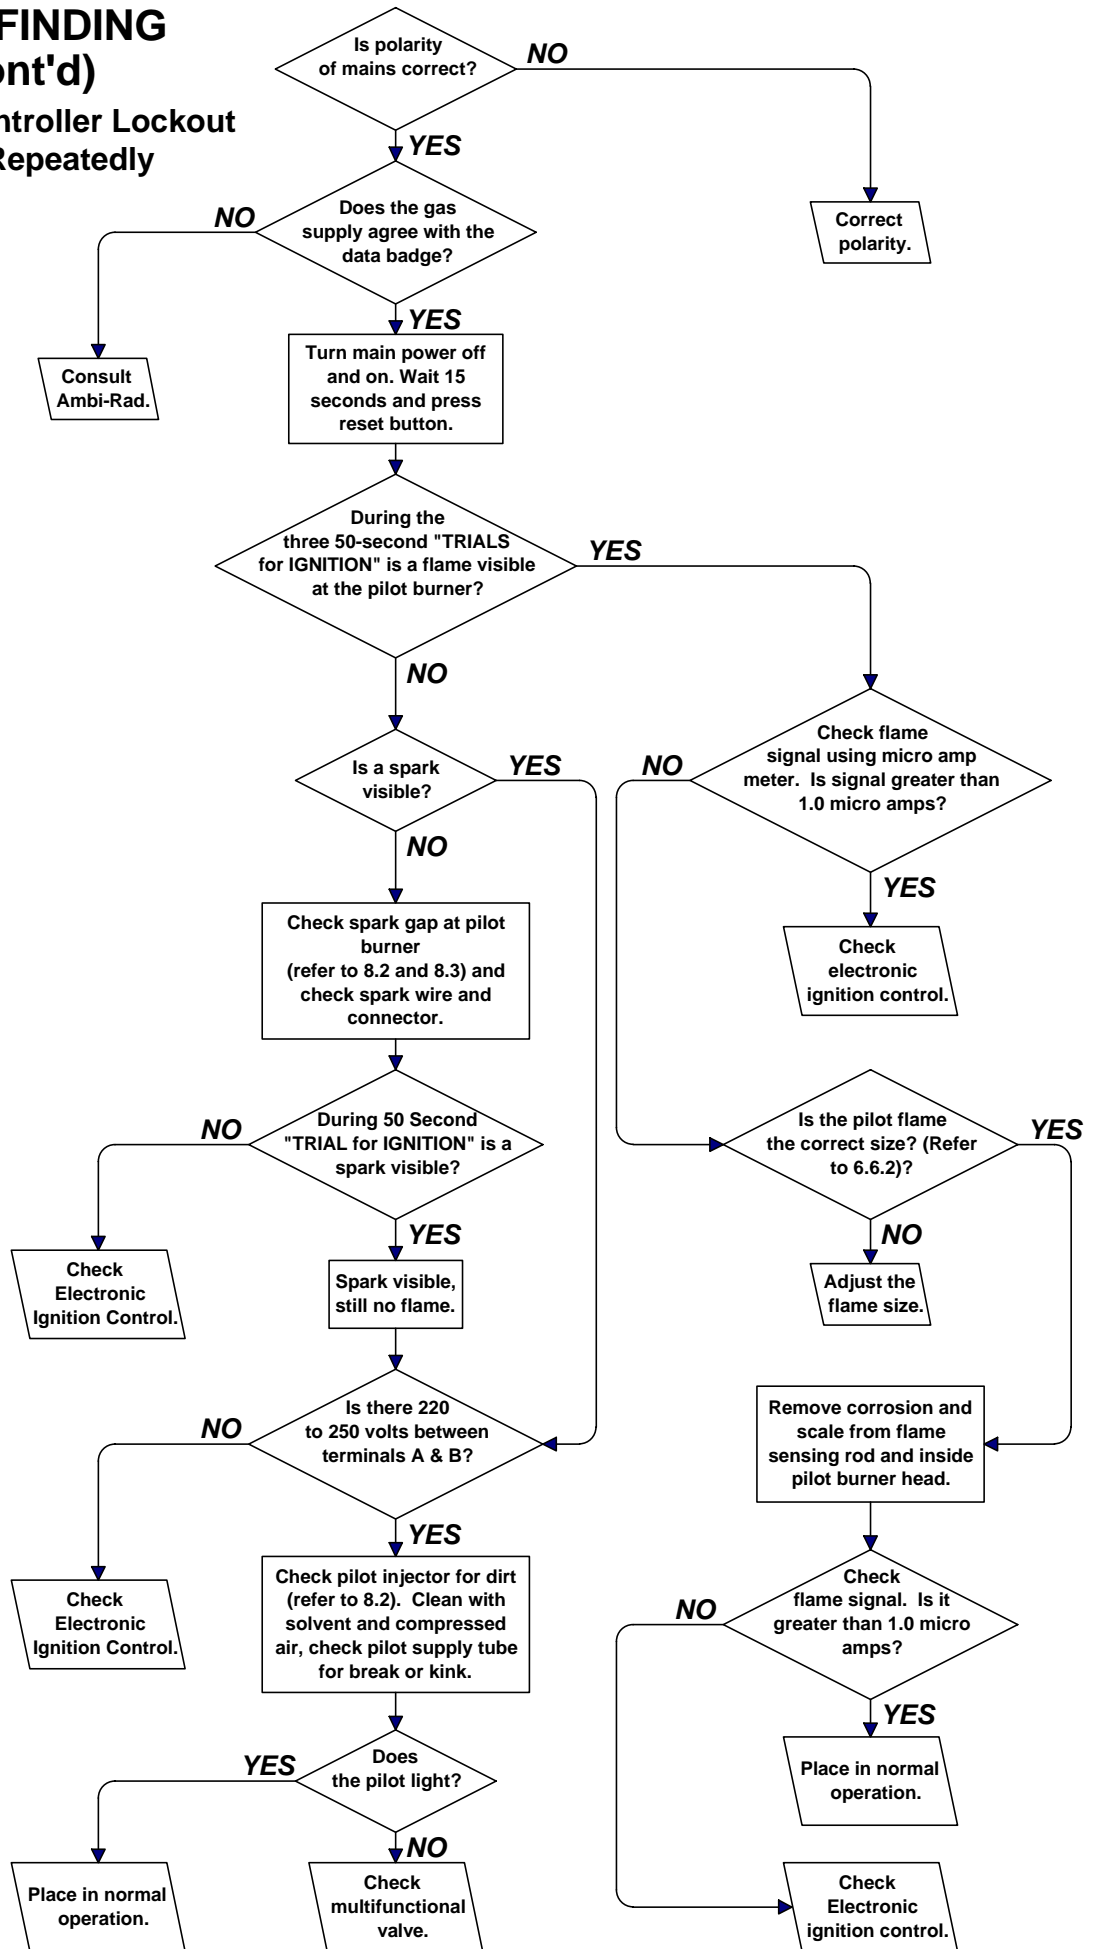 FINDING
ont'd)
ntroller Lockout
Repeatedly
Is polarity
of mains correct?
NO
YES
Correct
polarity.
Does the gas
supply agree with the
data badge?
NO
YES
Consult
Ambi-Rad.
Turn main power off
and on. Wait 15
seconds and press
reset button.
During the
three 50-second "TRIALS
for IGNITION" is a flame visible
at the pilot burner?
YES
NO
Is a spark
visible?
YES
NO
Check flame
signal using micro amp
meter. Is signal greater than
1.0 micro amps?
NO
YES
Check
electronic
ignition control.
Check spark gap at pilot
burner
(refer to 8.2 and 8.3) and
check spark wire and
connector.
During 50 Second
"TRIAL for IGNITION" is a
spark visible?
NO
YES
Check
Electronic
Ignition Control.
Spark visible,
still no flame.
Is the pilot flame
the correct size? (Refer
to 6.6.2)?
YES
NO
Adjust the
flame size.
Is there 220
to 250 volts between
terminals A & B?
NO
YES
Check
Electronic
Ignition Control.
Remove corrosion and
scale from flame
sensing rod and inside
pilot burner head.
Check pilot injector for dirt
(refer to 8.2). Clean with
solvent and compressed
air, check pilot supply tube
for break or kink.
Check
flame signal. Is it
greater than 1.0 micro
amps?
NO
YES
Place in normal
operation.
Does
the pilot light?
YES
NO
Place in normal
operation.
Check
multifunctional
valve.
Check
Electronic
ignition control.